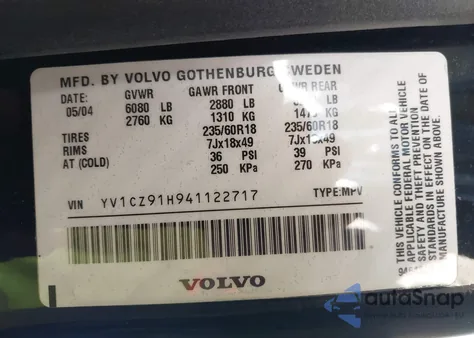 MFD. BY VOLVO GOTHENBURG SWEDEN
DATE: GVWR GAWR FRONT GAWR REAR
05/04 6080 LB 2880 LB LB
2760 KG 1310 KG KG
TIRES 235/60R18 235/60R18
RIMS 7Jx18x49 7Jx18x49
AT (COLD) 36 PSI 39 PSI
250 KPa 270 KPa
VIN YV1CZ91H941122717 TYPE:MPV
VOLVO
THIS VEHICLE CONFORMS TO ALL
APPLICABLE FEDERAL MOTOR VEHICLE
SAFETY AND THEFT PREVENTION
STANDARDS IN EFFECT ON THE DATE OF
MANUFACTURE SHOWN ABOVE.
autoSnap